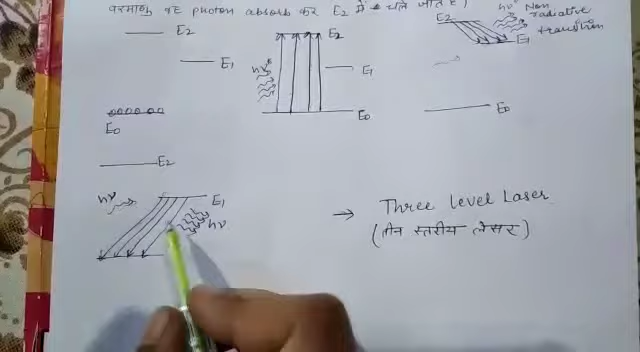 परमाणु यह photon absorb कर E2 में चले जाते है।
E2
E1
E0
hν
E2
E1
E0
E2
hν Non
radiative
transition
E1
E0
E2
hν
E1
hν
→ Three Level Laser
(तीन स्तरीय लेसर)